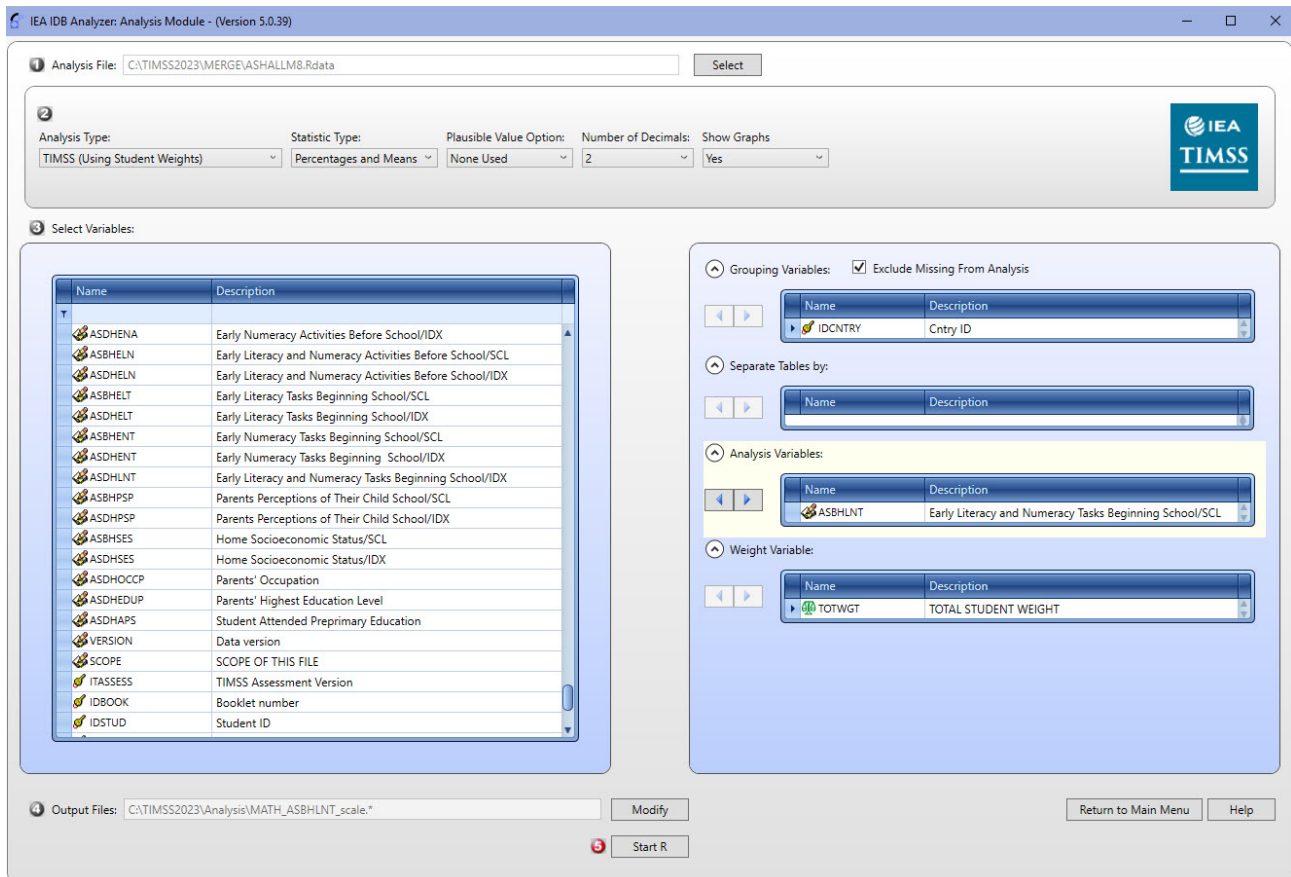 IEA IDB Analyzer: Analysis Module - (Version 5.0.39)
1 Analysis File: C:\TIMSS2023\MERGE\ASHALLM8.Rdata Select
2
Analysis Type: Statistic Type: Plausible Value Option: Number of Decimals: Show Graphs
TIMSS (Using Student Weights) Percentages and Means None Used 2 Yes
IEA
TIMSS
3 Select Variables:
Name Description
ASDHENA Early Numeracy Activities Before School/IDX
ASBHELN Early Literacy and Numeracy Activities Before School/SCL
ASDHELN Early Literacy and Numeracy Activities Before School/IDX
ASBHELT Early Literacy Tasks Beginning School/SCL
ASDHELT Early Literacy Tasks Beginning School/IDX
ASBHENT Early Numeracy Tasks Beginning School/SCL
ASDHENT Early Numeracy Tasks Beginning School/IDX
ASDHLNT Early Literacy and Numeracy Tasks Beginning School/IDX
ASBHPSP Parents Perceptions of Their Child School/SCL
ASDHPSP Parents Perceptions of Their Child School/IDX
ASBHSES Home Socioeconomic Status/SCL
ASDHSES Home Socioeconomic Status/IDX
ASDHOCCP Parents' Occupation
ASDHEDUP Parents' Highest Education Level
ASDHAPS Student Attended Preprimary Education
VERSION Data version
SCOPE SCOPE OF THIS FILE
ITASSESS TIMSS Assessment Version
IDBOOK Booklet number
IDSTUD Student ID
Grouping Variables: Exclude Missing From Analysis
Name Description
IDCNTRY Cntry ID
Separate Tables by:
Name Description
Analysis Variables:
Name Description
ASBHLNT Early Literacy and Numeracy Tasks Beginning School/SCL
Weight Variable:
Name Description
TOTWGT TOTAL STUDENT WEIGHT
4 Output Files: C:\TIMSS2023\Analysis\MATH_ASBHLNT_scale.* Modify Return to Main Menu Help
5 Start R